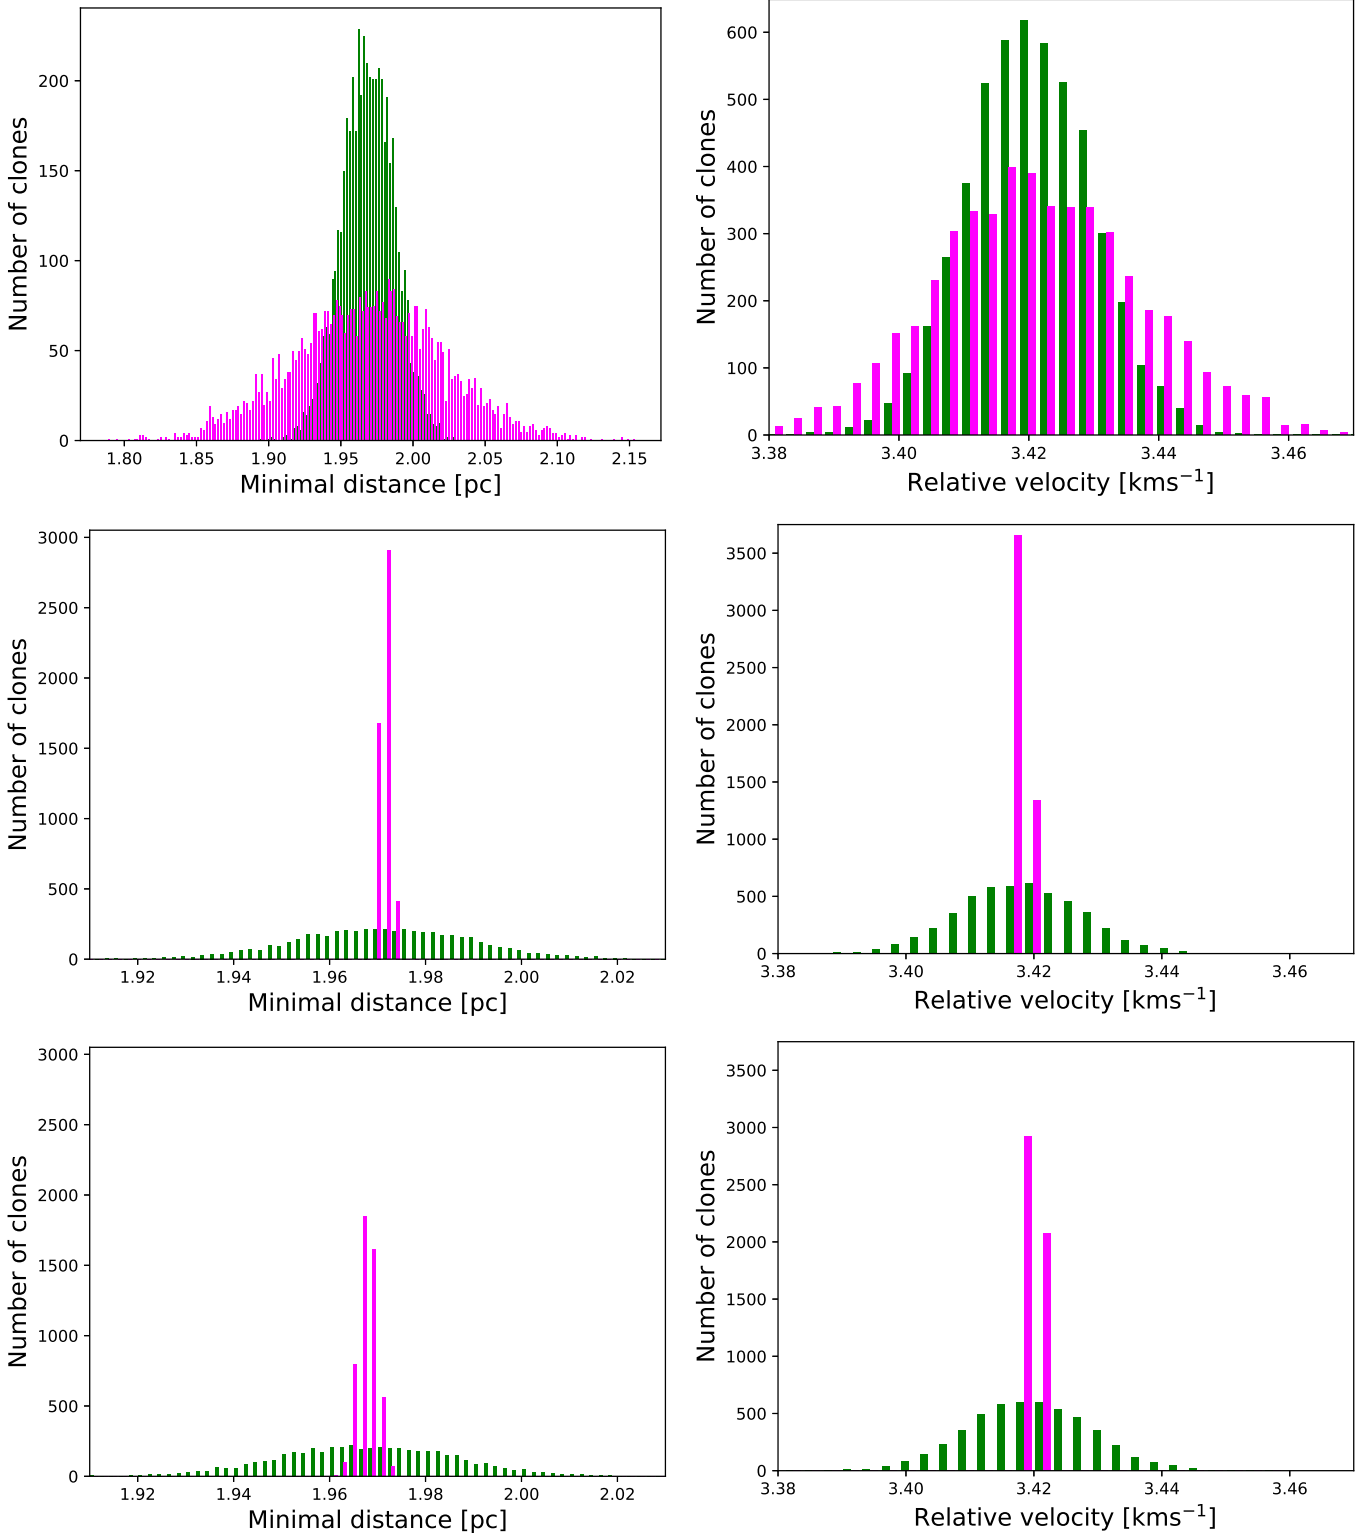 200
150
100
50
0
Number of clones
1.80 1.85 1.90 1.95 2.00 2.05 2.10 2.15
Minimal distance [pc]
600
500
400
300
200
100
0
Number of clones
3.38 3.40 3.42 3.44 3.46
Relative velocity [kms⁻¹]
3000
2500
2000
1500
1000
500
0
Number of clones
1.92 1.94 1.96 1.98 2.00 2.02
Minimal distance [pc]
3500
3000
2500
2000
1500
1000
500
0
Number of clones
3.38 3.40 3.42 3.44 3.46
Relative velocity [kms⁻¹]
3000
2500
2000
1500
1000
500
0
Number of clones
1.92 1.94 1.96 1.98 2.00 2.02
Minimal distance [pc]
3500
3000
2500
2000
1500
1000
500
0
Number of clones
3.38 3.40 3.42 3.44 3.46
Relative velocity [kms⁻¹]